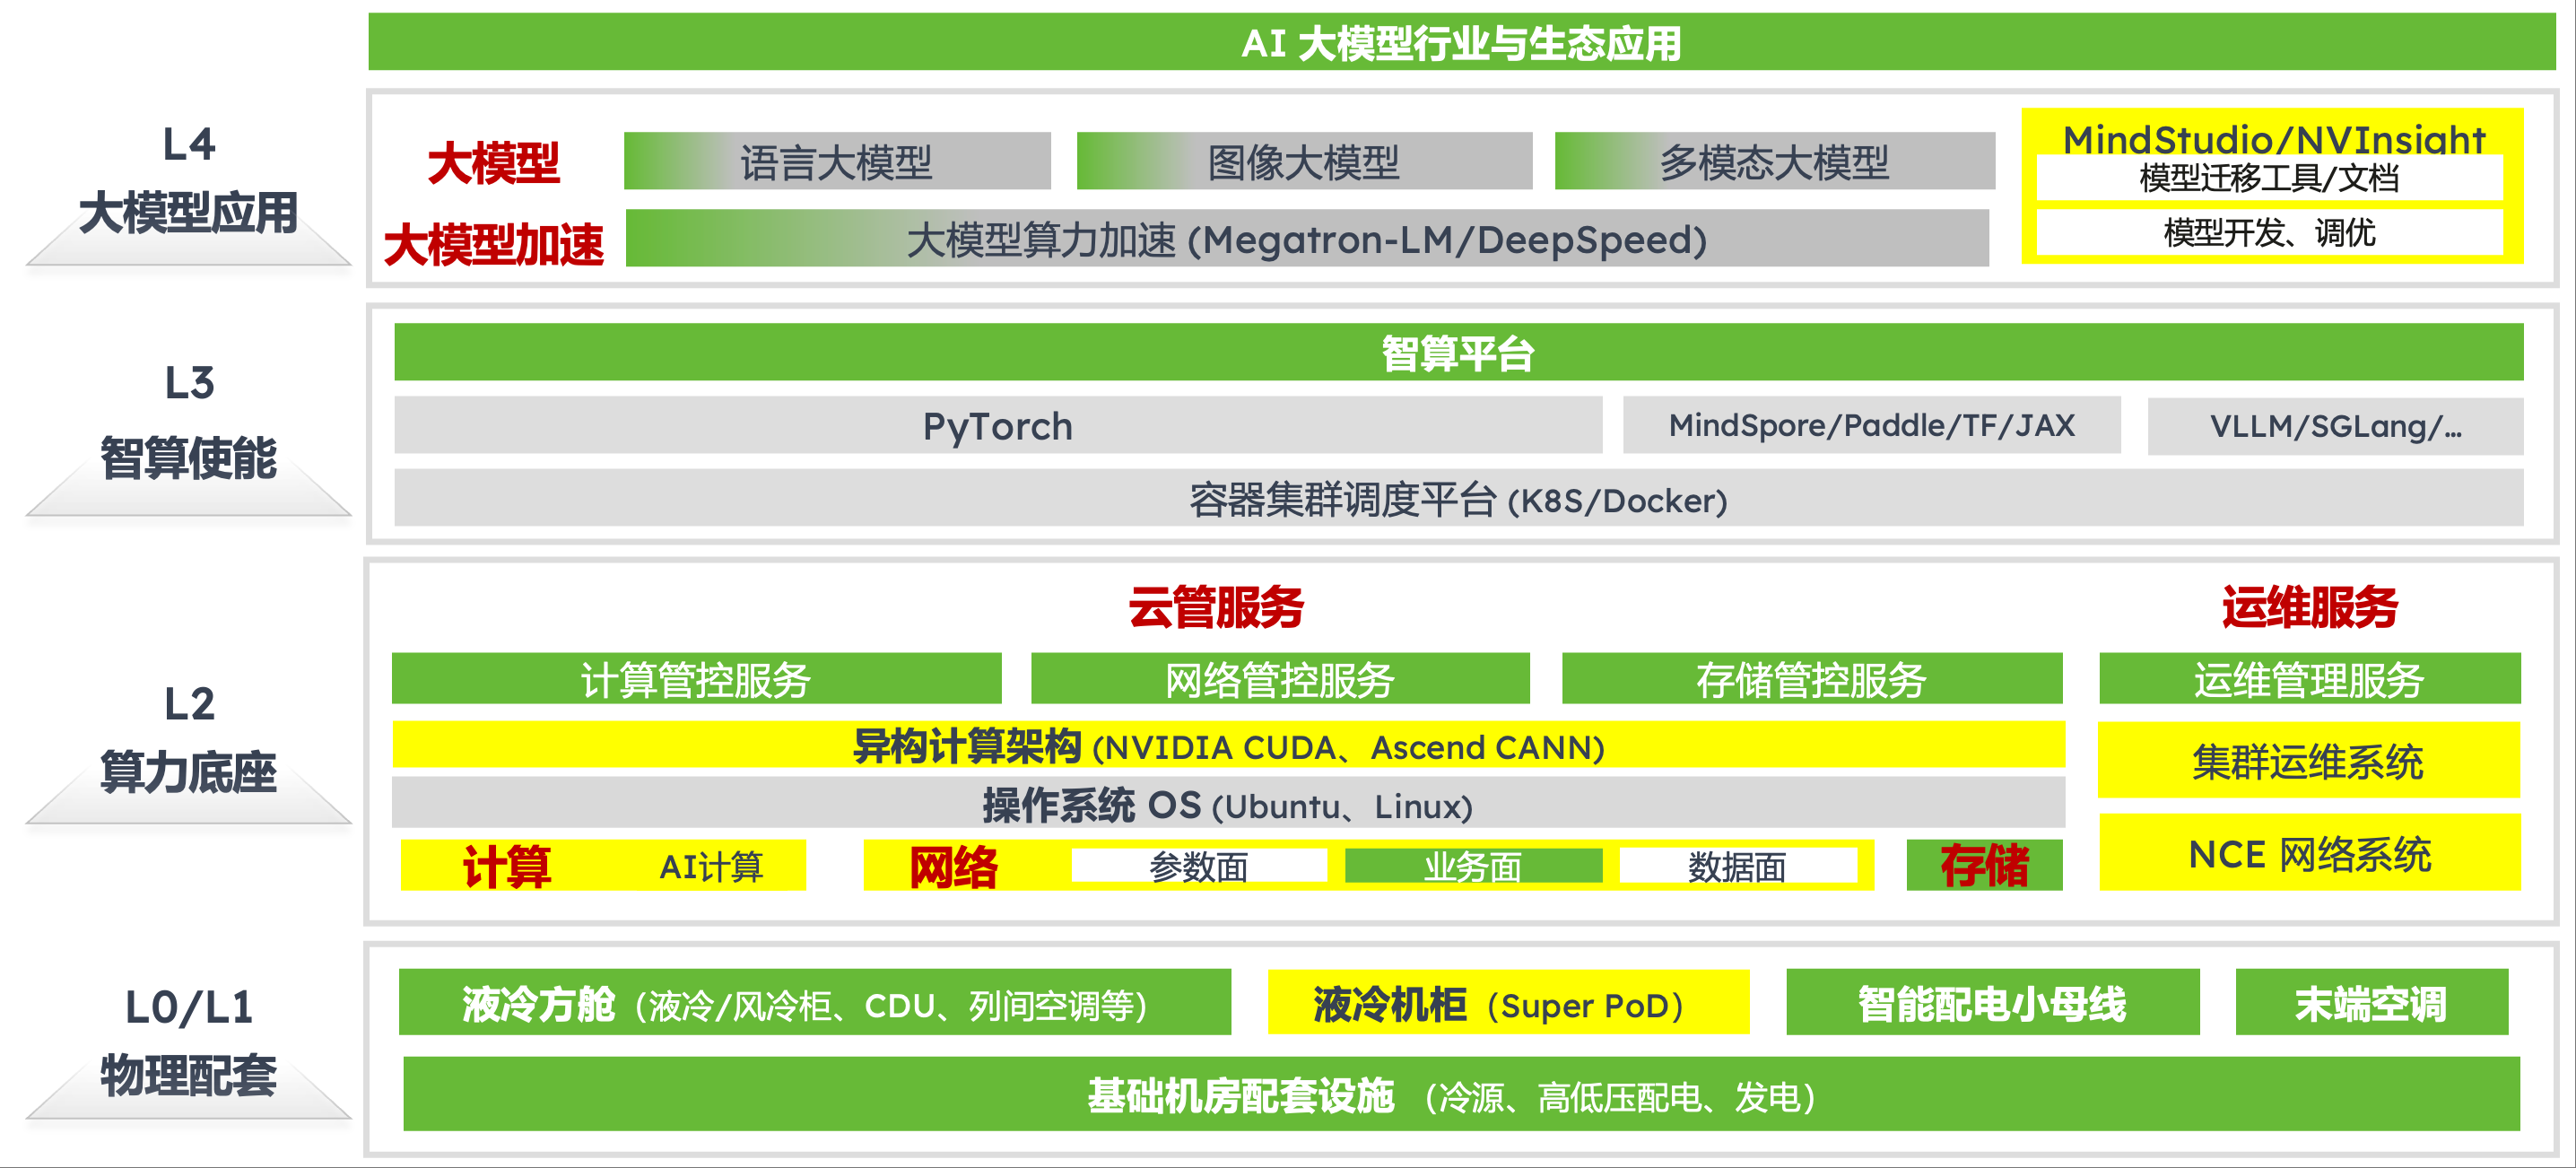 AI 大模型行业与生态应用
L4
大模型应用
大模型
语言大模型
图像大模型
多模态大模型
MindStudio/NVInsight
模型迁移工具/文档
模型开发、调优
大模型加速
大模型算力加速 (Megatron-LM/DeepSpeed)
L3
智算使能
智算平台
PyTorch
MindSpore/Paddle/TF/JAX
VLLM/SGLang/...
容器集群调度平台 (K8S/Docker)
L2
算力底座
云管服务
运维服务
计算管控服务
网络管控服务
存储管控服务
运维管理服务
异构计算架构 (NVIDIA CUDA、Ascend CANN)
集群运维系统
操作系统 OS (Ubuntu、Linux)
NCE 网络系统
计算
AI计算
网络
参数面
业务面
数据面
存储
L0/L1
物理配套
液冷方舱（液冷/风冷柜、CDU、列间空调等）
液冷机柜（Super PoD）
智能配电小母线
末端空调
基础机房配套设施 （冷源、高低压配电、发电）